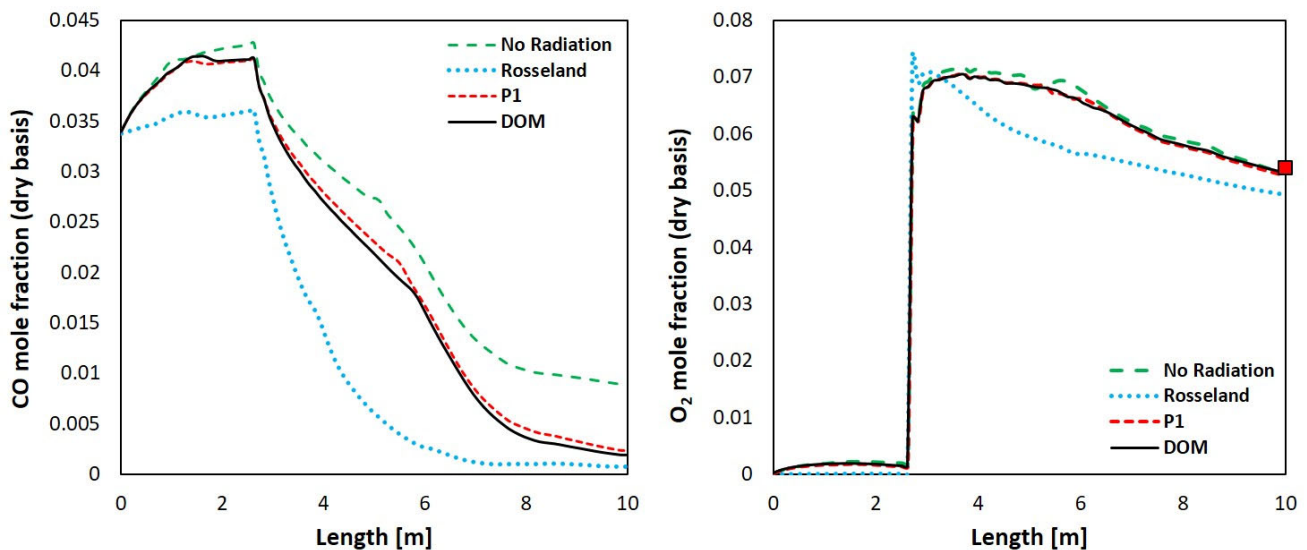 CO mole fraction (dry basis)
0.045
0.04
0.035
0.03
0.025
0.02
0.015
0.01
0.005
0
0 2 4 6 8 10
Length [m]
No Radiation
Rosseland
P1
DOM
O2 mole fraction (dry basis)
0.08
0.07
0.06
0.05
0.04
0.03
0.02
0.01
0
0 2 4 6 8 10
Length [m]
No Radiation
Rosseland
P1
DOM